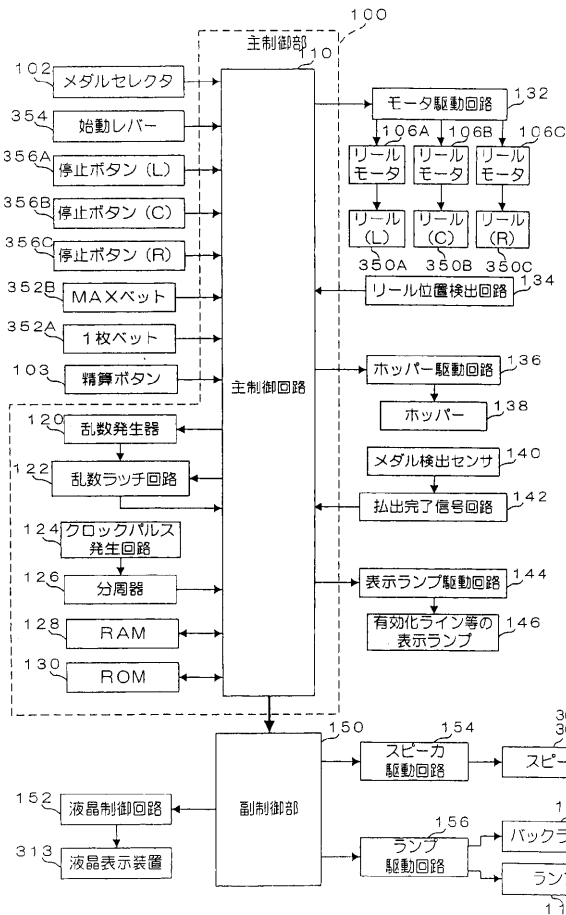 主制御部
100
102
メダルセレクタ
354
始動レバー
356A
停止ボタン (L)
356B
停止ボタン (C)
356C
停止ボタン (R)
352B
MAXベット
352A
1枚ベット
103
精算ボタン
120
乱数発生器
122
乱数ラッチ回路
124
クロックパルス
発生回路
126
分周器
128
RAM
130
ROM
110
主制御回路
モータ駆動回路
132
106A
106B
106C
リール
モータ
リール
モータ
リール
モータ
リール
(L)
リール
(C)
リール
(R)
350A
350B
350C
リール位置検出回路
134
ホッパー駆動回路
136
ホッパー
138
メダル検出センサ
140
払出完了信号回路
142
表示ランプ駆動回路
144
有効化ライン等の
表示ランプ
146
150
副制御部
152
液晶制御回路
313
液晶表示装置
154
スピーカ
駆動回路
スピー
156
ランプ
駆動回路
バックラ
ランプ